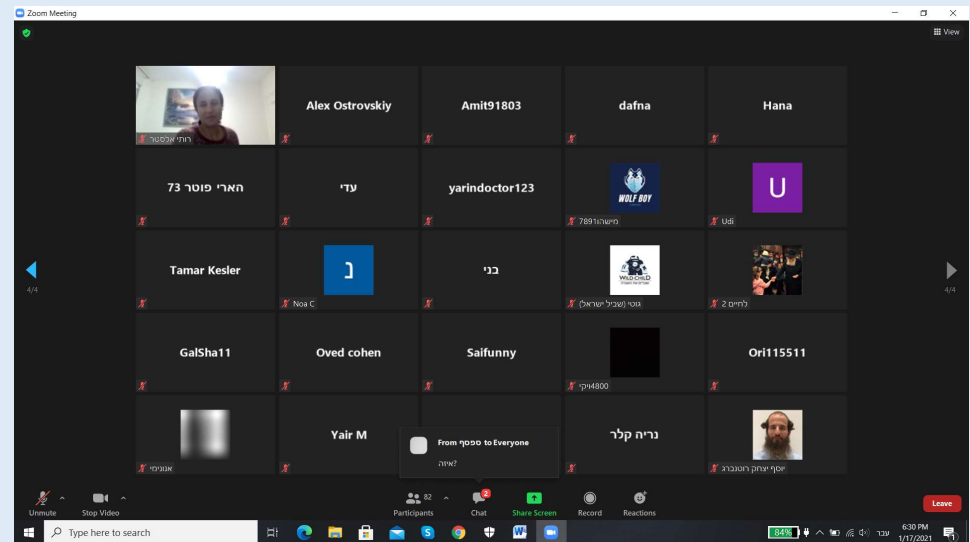 Zoom Meeting
View
רותי אלסטר
Alex Ostrovskiy
Amit91803
dafna
Hana
הארי פוטר 73
עדי
yarindoctor123
WOLF BOY
מישהו7891
U
Udi
Tamar Kesler
נ
Noa C
בני
WILD CHILD
גוטי (שביל ישראל)
לחיים 2
4/4
4/4
GalSha11
Oved cohen
Saifunny
4800ויקי
Ori115511
אנונימי
Yair M
From ספסף to Everyone
איזה?
נריה קלר
יוסף יצחק רוטנברג
Unmute
Stop Video
82
Participants
2
Chat
Share Screen
Record
Reactions
Leave
Type here to search
84%
עבר
6:30 PM
1/17/2021